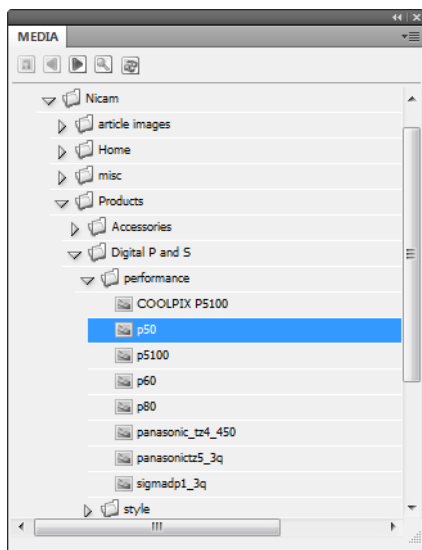 MEDIA
Nicam
article images
Home
misc
Products
Accessories
Digital P and S
performance
COOLPIX P5100
p50
p5100
p60
p80
panasonic_tz4_450
panasonictz5_3q
sigmadp1_3q
style